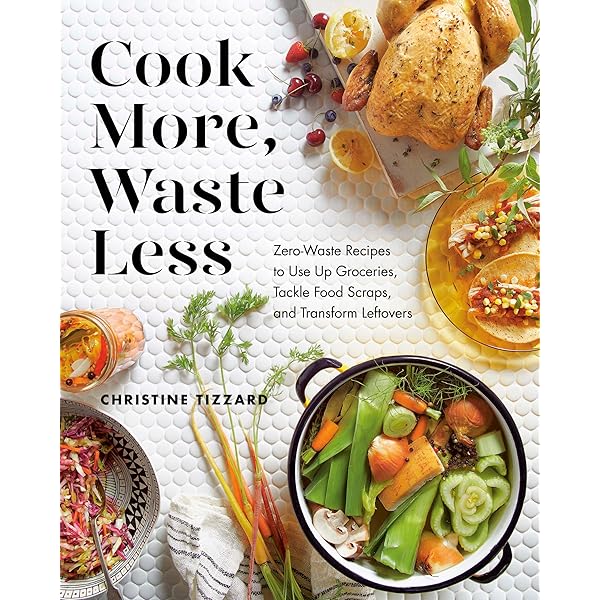 Cook
More,
Waste
Less
Zero-Waste Recipes
to Use Up Groceries,
Tackle Food Scraps,
and Transform Leftovers
CHRISTINE TIZZARD